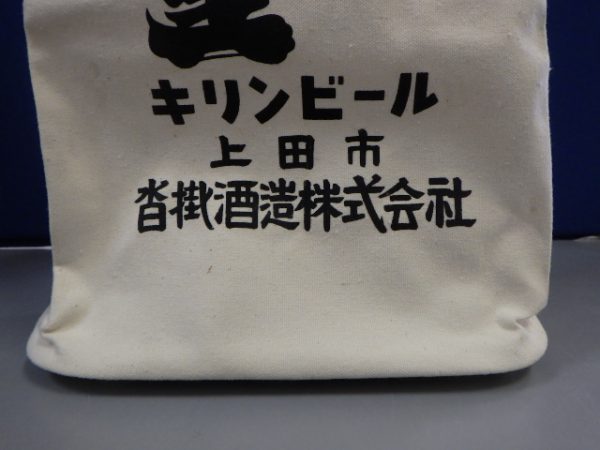 キリンビール
上田市
沓掛酒造株式会社